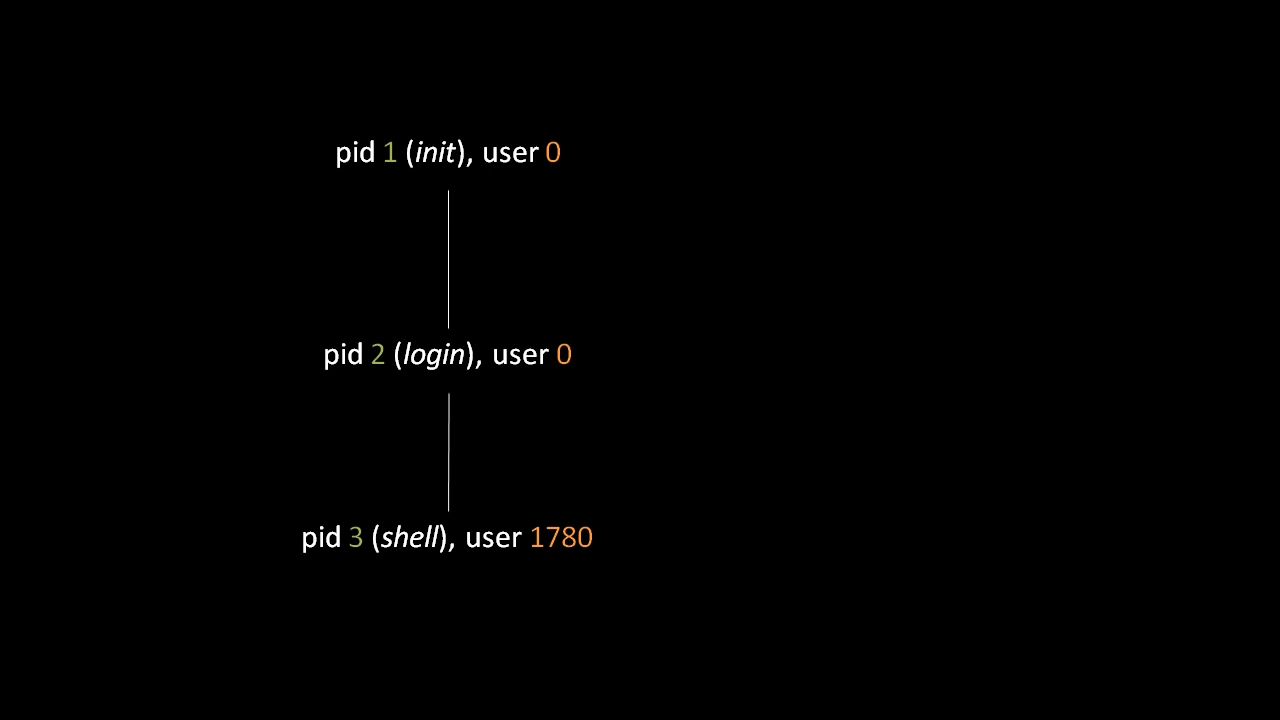 pid 1 (init), user 0
pid 2 (login), user 0
pid 3 (shell), user 1780